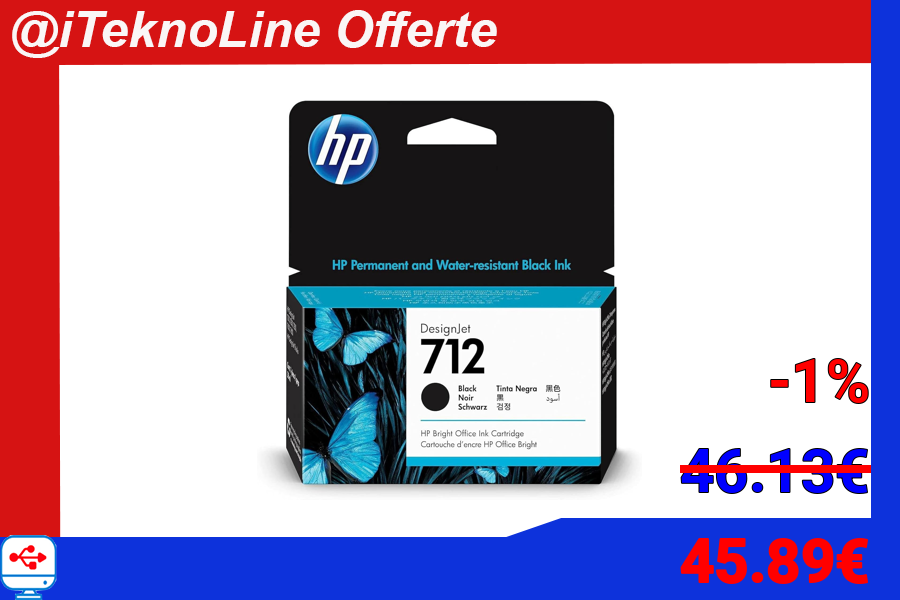 @iTeknoLine Offerte
hp
HP Permanent and Water-resistant Black Ink
DesignJet
712
Black Tinta Negra 黑色
Noir 黒 أسود
Schwarz 검정
HP Bright Office Ink Cartridge
Cartouche d'encre HP Office Bright
-1%
46.13€
45.89€